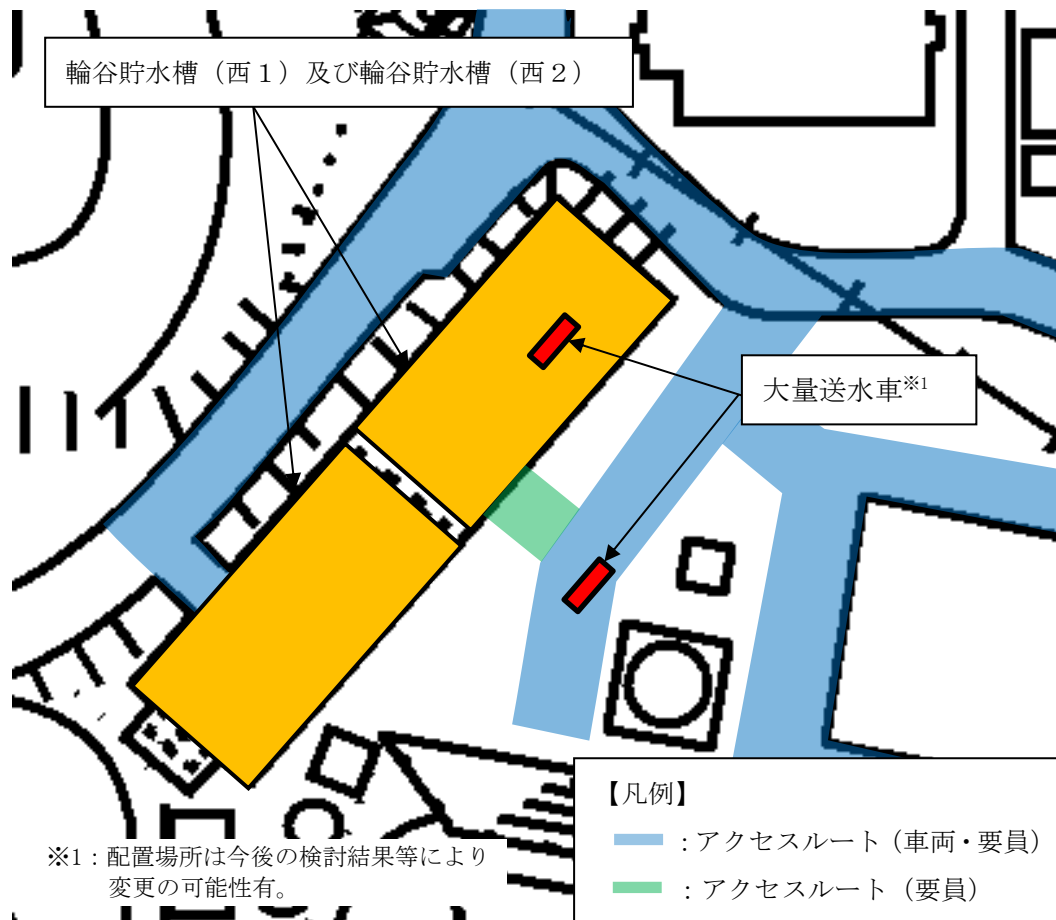 輪谷貯水槽（西１）及び輪谷貯水槽（西２）
大量送水車※1
【凡例】
：アクセスルート（車両・要員）
：アクセスルート（要員）
※1：配置場所は今後の検討結果等により
変更の可能性有。